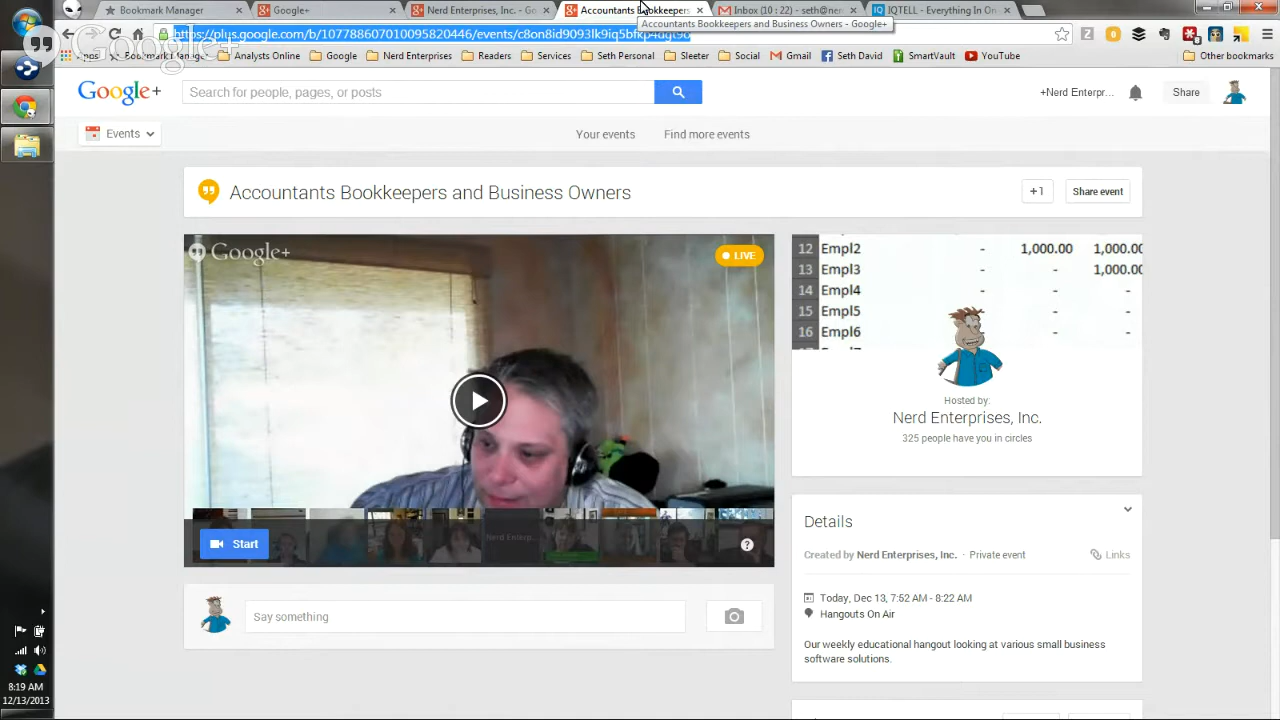 Bookmark Manager
Google+
Nerd Enterprises, Inc. - Go
Accountants Bookkeepers
Inbox (10 : 22) - seth@ner
IQTELL - Everything In On
Accountants Bookkeepers and Business Owners - Google+
https://plus.google.com/b/107788607010095820446/events/
Google+
Apps
Bookmark Manager
Analysts Online
Google
Nerd Enterprises
Readers
Services
Seth Personal
Sleeter
Social
Gmail
Seth David
SmartVault
YouTube
Other bookmarks
Google+
Search for people, pages, or posts
+Nerd Enterpr...
Share
Events
Your events
Find more events
Accountants Bookkeepers and Business Owners
+1
Share event
Google+
LIVE
Nerd Enterp...
Start
?
Say something
12 Empl2 - 1,000.00 1,000.00
13 Empl3 - - 1,000.00
14 Empl4 - - -
15 Empl5 - - -
16 Empl6 - - -
Hosted by:
Nerd Enterprises, Inc.
325 people have you in circles
Details
Created by Nerd Enterprises, Inc. · Private event
Links
Today, Dec 13, 7:52 AM - 8:22 AM
Hangouts On Air
Our weekly educational hangout looking at various small business
software solutions.
8:19 AM
12/13/2013